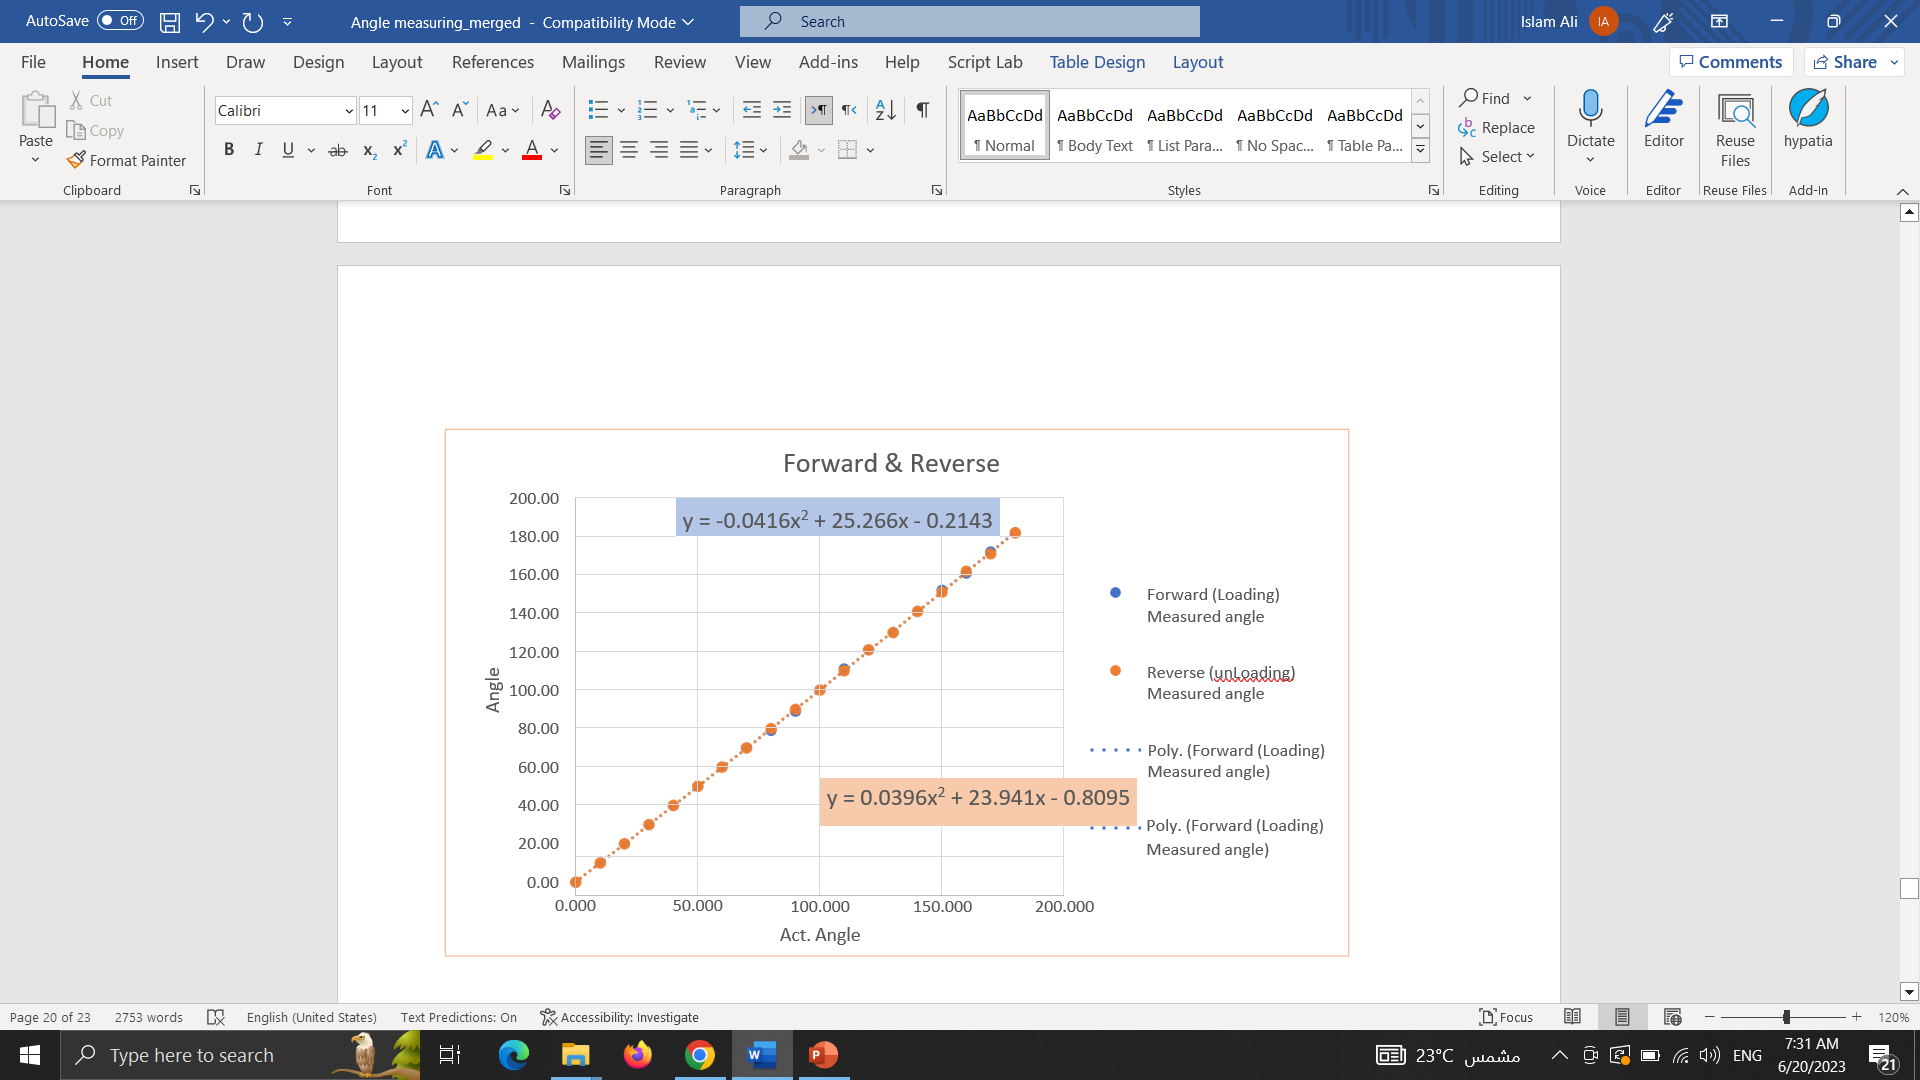 AutoSave Off Angle measuring_merged - Compatibility Mode Search Islam Ali IA
File Home Insert Draw Design Layout References Mailings Review View Add-ins Help Script Lab Table Design Layout Comments Share
Paste
Cut
Copy
Format Painter
Clipboard
Calibri 11
Font
Paragraph
AaBbCcDd AaBbCcDd AaBbCcDd AaBbCcDd AaBbCcDd
¶ Normal ¶ Body Text ¶ List Para... ¶ No Spac... ¶ Table Pa...
Styles
Find
Replace
Select
Editing
Dictate
Voice
Editor
Editor
Reuse
Files
Reuse Files
hypatia
Add-In
Forward & Reverse
y = -0.0416x² + 25.266x - 0.2143
200.00
180.00
160.00
140.00
120.00
100.00
80.00
60.00
40.00
20.00
0.00
Angle
y = 0.0396x² + 23.941x - 0.8095
0.000 50.000 100.000 150.000 200.000
Act. Angle
Forward (Loading)
Measured angle
Reverse (unLoading)
Measured angle
Poly. (Forward (Loading)
Measured angle)
Poly. (Forward (Loading)
Measured angle)
Page 20 of 23 2753 words English (United States) Text Predictions: On Accessibility: Investigate Focus 120%
Type here to search 23°C مشمس ENG
7:31 AM
6/20/2023
21